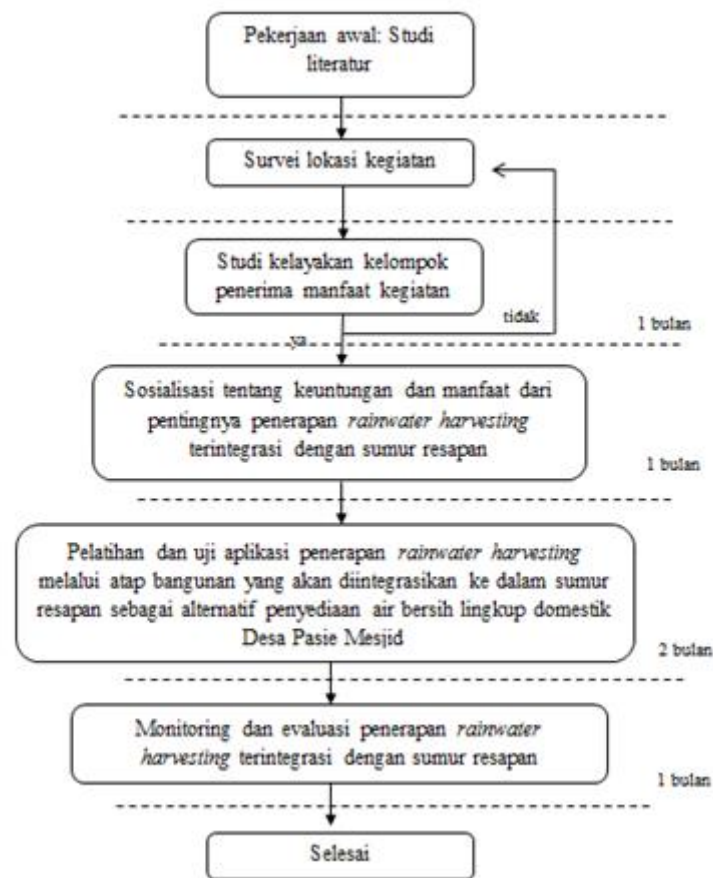 Pekerjaan awal: Studi
literatur
Survei lokasi kegiatan
Studi kelayakan kelompok
penerima manfaat kegiatan
tidak
1 bulan
ya
Sosialisasi tentang keuntungan dan manfaat dari
pentingnya penerapan rainwater harvesting
terintegrasi dengan sumur resapan
1 bulan
Pelatihan dan uji aplikasi penerapan rainwater harvesting
melalui atap bangunan yang akan diintegrasikan ke dalam sumur
resapan sebagai alternatif penyediaan air bersih lingkup domestik
Desa Pasie Mesjid
2 bulan
Monitoring dan evaluasi penerapan rainwater
harvesting terintegrasi dengan sumur resapan
1 bulan
Selesai